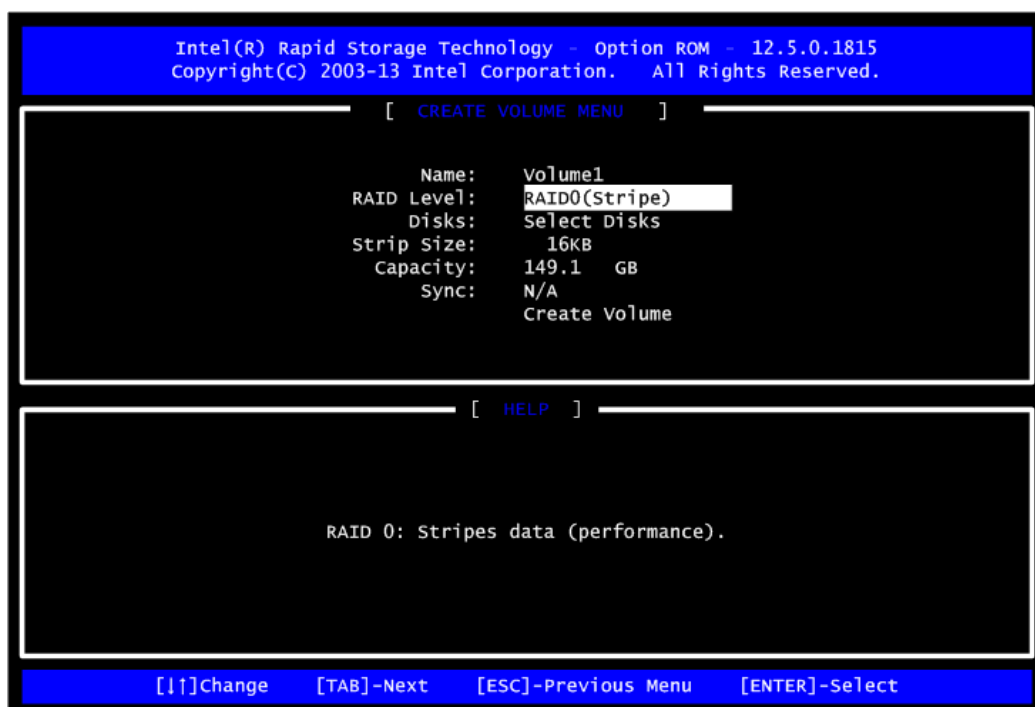 Intel(R) Rapid Storage Technology - Option ROM - 12.5.0.1815
Copyright(C) 2003-13 Intel Corporation. All Rights Reserved.
[ CREATE VOLUME MENU ]
Name: Volume1
RAID Level: RAID0(Stripe)
Disks: Select Disks
Strip Size: 16KB
Capacity: 149.1 GB
Sync: N/A
Create Volume
[ HELP ]
RAID 0: Stripes data (performance).
[↓↑]Change [TAB]-Next [ESC]-Previous Menu [ENTER]-Select